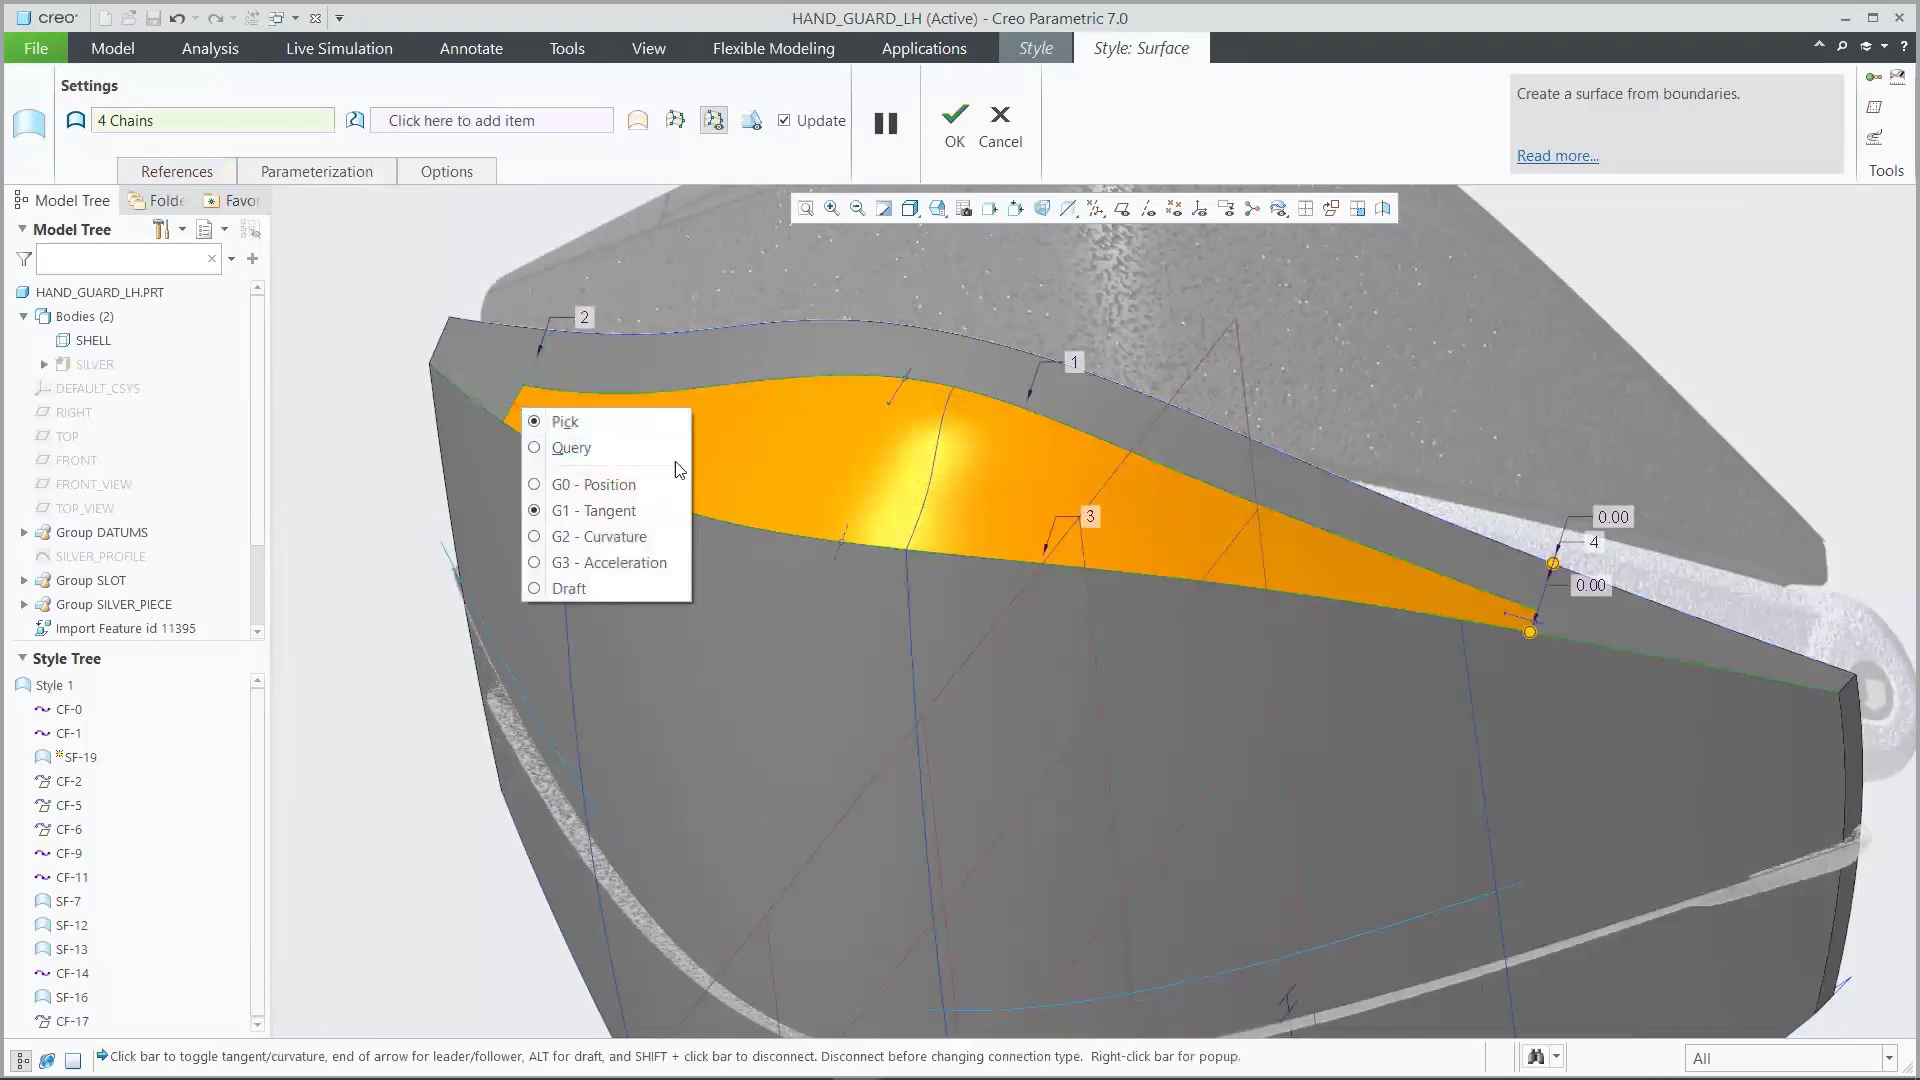 creo
HAND_GUARD_LH (Active) - Creo Parametric 7.0
File
Model
Analysis
Live Simulation
Annotate
Tools
View
Flexible Modeling
Applications
Style
Style: Surface
Settings
4 Chains
Click here to add item
Update
OK
Cancel
Create a surface from boundaries.
Read more...
Tools
References
Parameterization
Options
Model Tree
Folde
Favor
Model Tree
HAND_GUARD_LH.PRT
Bodies (2)
SHELL
SILVER
DEFAULT_CSYS
RIGHT
TOP
FRONT
FRONT_VIEW
TOP_VIEW
Group DATUMS
SILVER_PROFILE
Group SLOT
Group SILVER_PIECE
Import Feature id 11395
Style Tree
Style 1
CF-0
CF-1
SF-19
CF-2
CF-5
CF-6
CF-9
CF-11
SF-7
SF-12
SF-13
CF-14
SF-16
CF-17
2
1
3
0.00
4
0.00
Pick
Query
G0 - Position
G1 - Tangent
G2 - Curvature
G3 - Acceleration
Draft
Click bar to toggle tangent/curvature, end of arrow for leader/follower, ALT for draft, and SHIFT + click bar to disconnect. Disconnect before changing connection type. Right-click bar for popup.
All